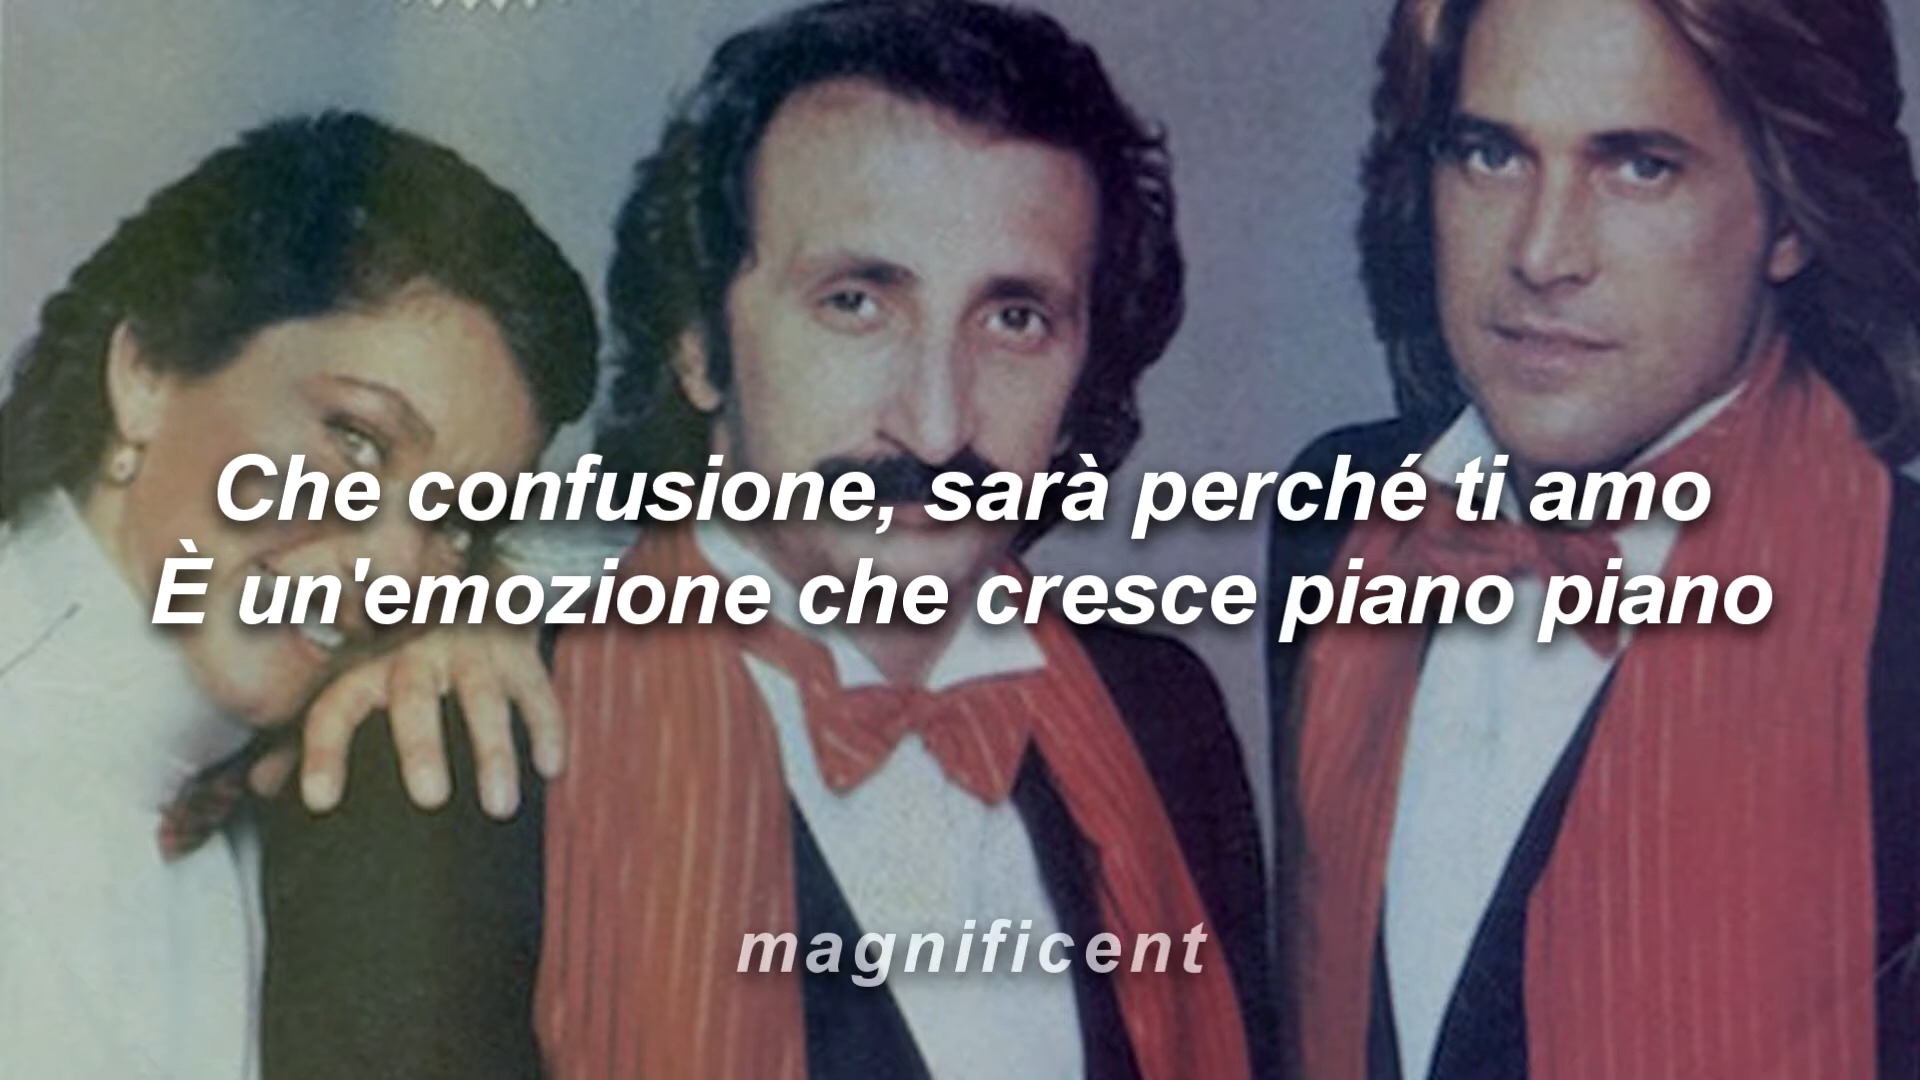 Che confusione, sarà perché ti amo
È un'emozione che cresce piano piano
magnificent